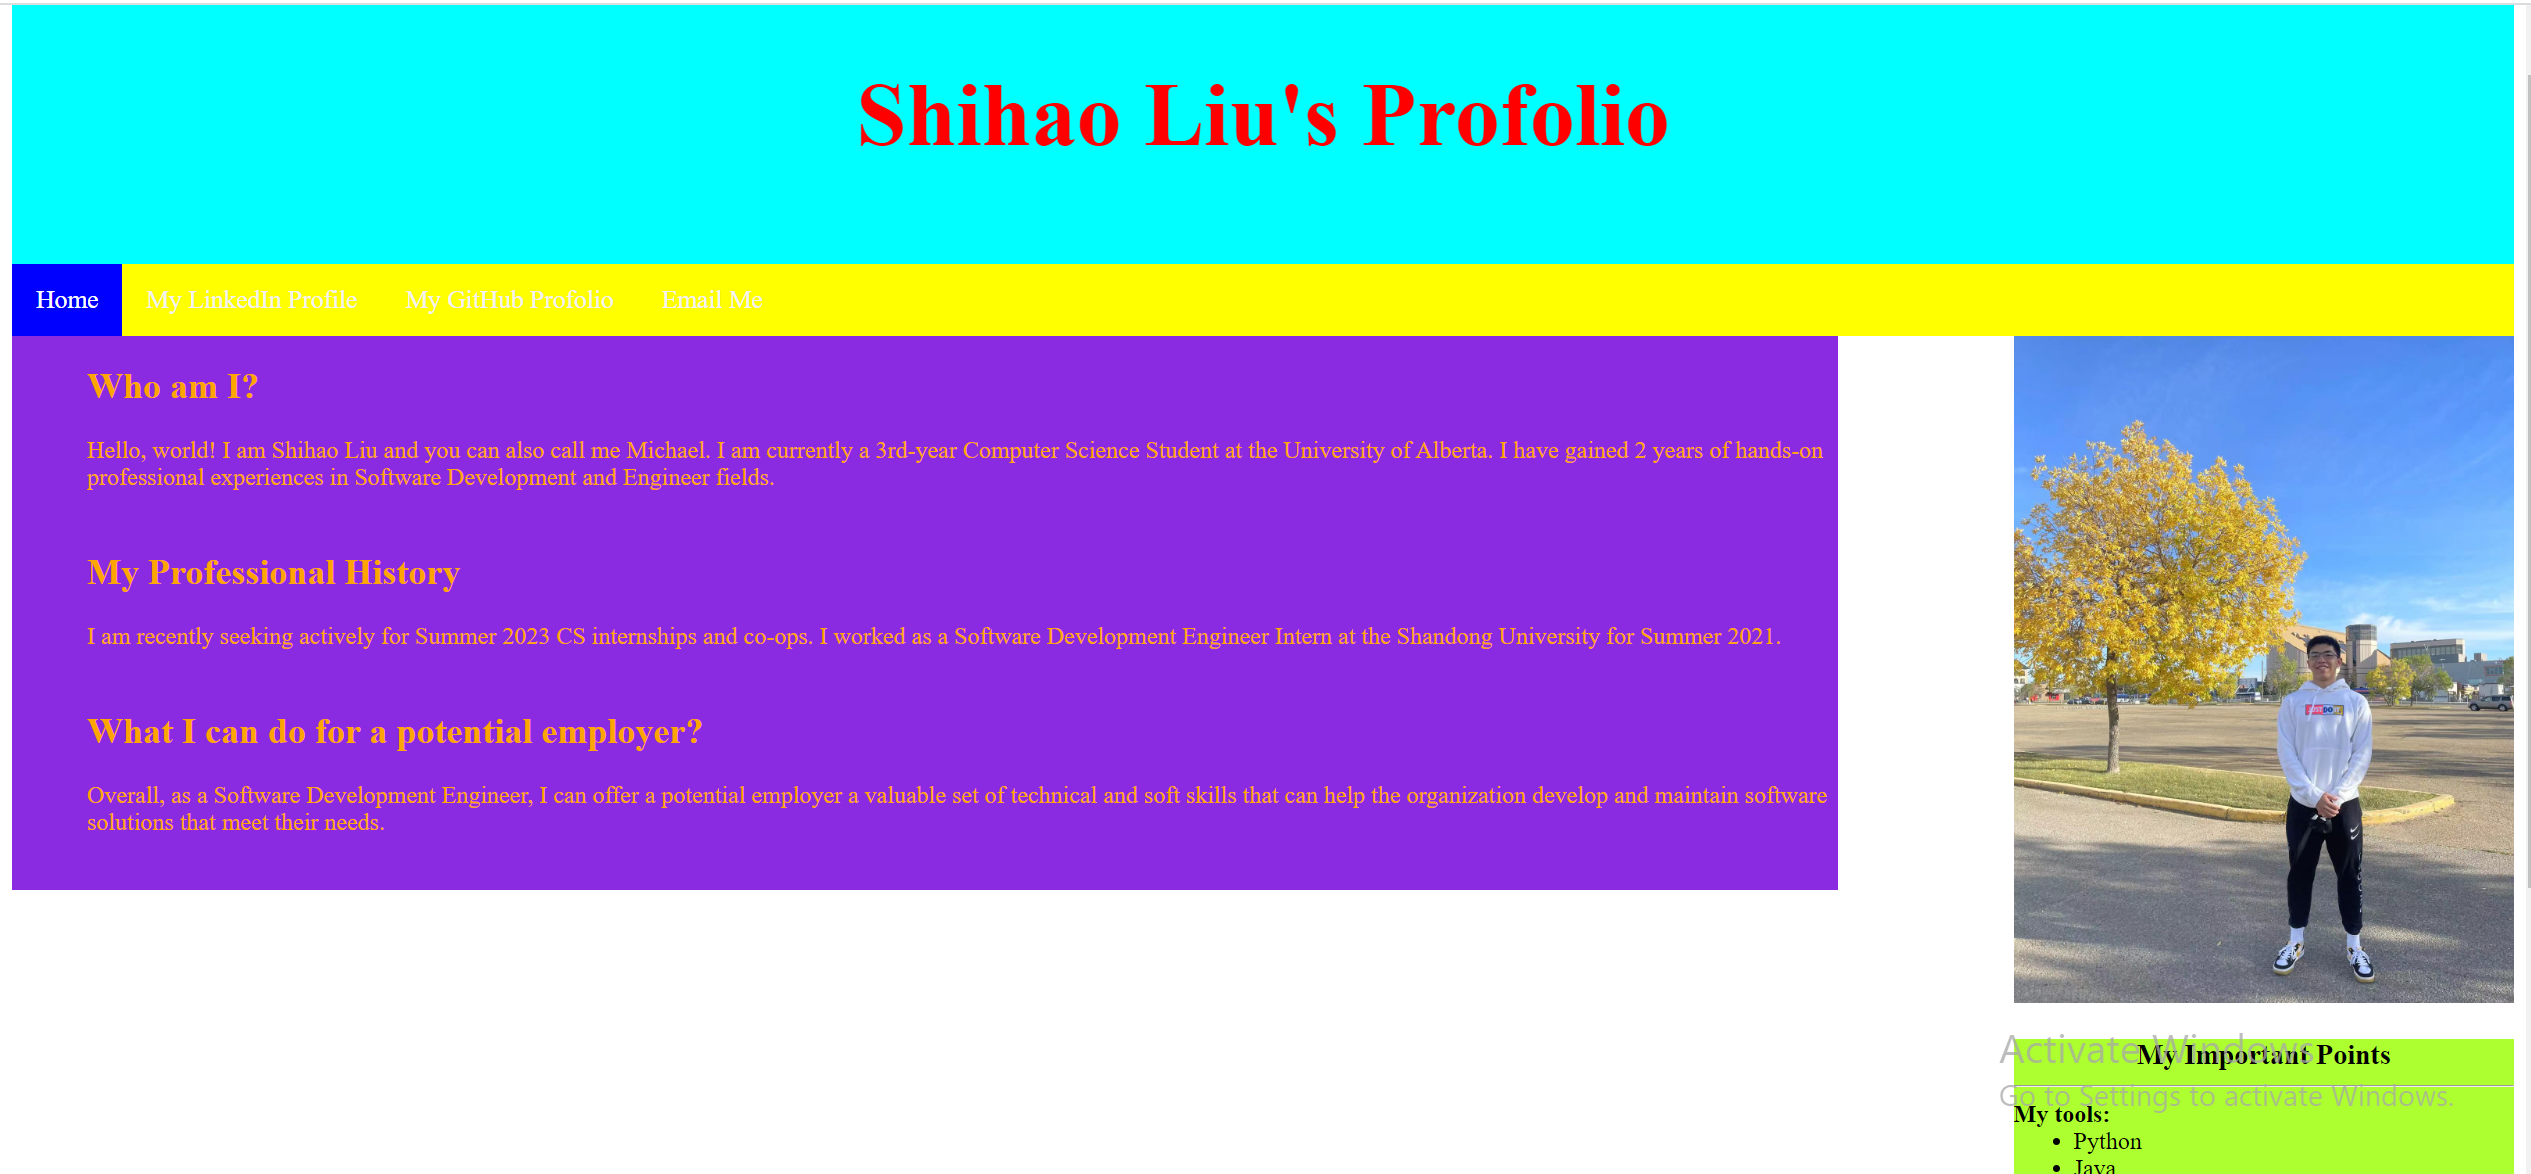 Shihao Liu's Profolio
Home My LinkedIn Profile My GitHub Profolio Email Me
Who am I?
Hello, world! I am Shihao Liu and you can also call me Michael. I am currently a 3rd-year Computer Science Student at the University of Alberta. I have gained 2 years of hands-on
professional experiences in Software Development and Engineer fields.
My Professional History
I am recently seeking actively for Summer 2023 CS internships and co-ops. I worked as a Software Development Engineer Intern at the Shandong University for Summer 2021.
What I can do for a potential employer?
Overall, as a Software Development Engineer, I can offer a potential employer a valuable set of technical and soft skills that can help the organization develop and maintain software
solutions that meet their needs.
My Important Points
My tools:
Python
Java
Activate Windows
Go to Settings to activate Windows.